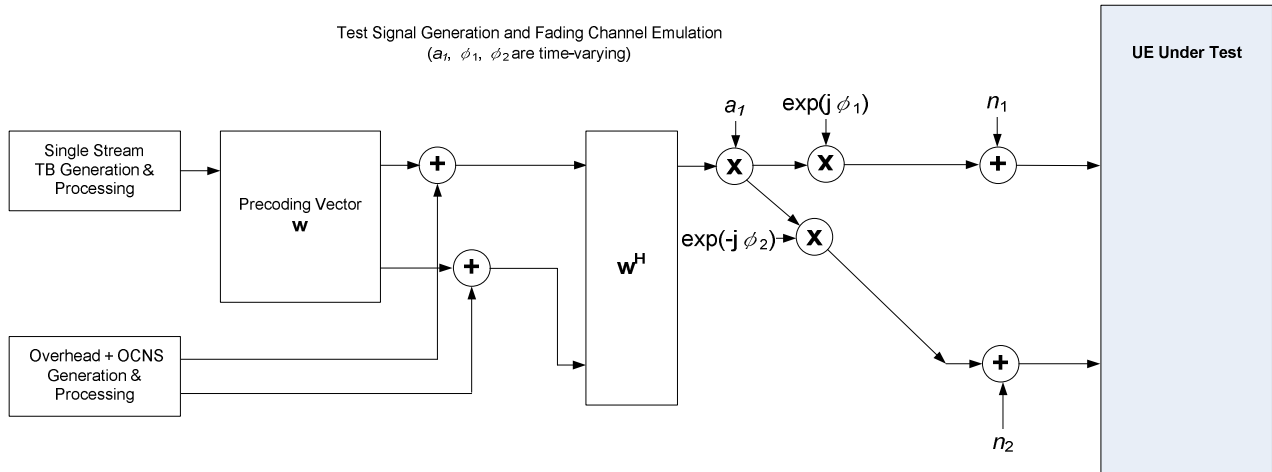 Test Signal Generation and Fading Channel Emulation
(a1, ϕ1, ϕ2 are time-varying)
UE Under Test
a1
exp(j ϕ1)
n1
Single Stream
TB Generation &
Processing
+
x
x
+
Precoding Vector
w
exp(-j ϕ2)
x
+
wH
Overhead + OCNS
Generation &
Processing
+
n2